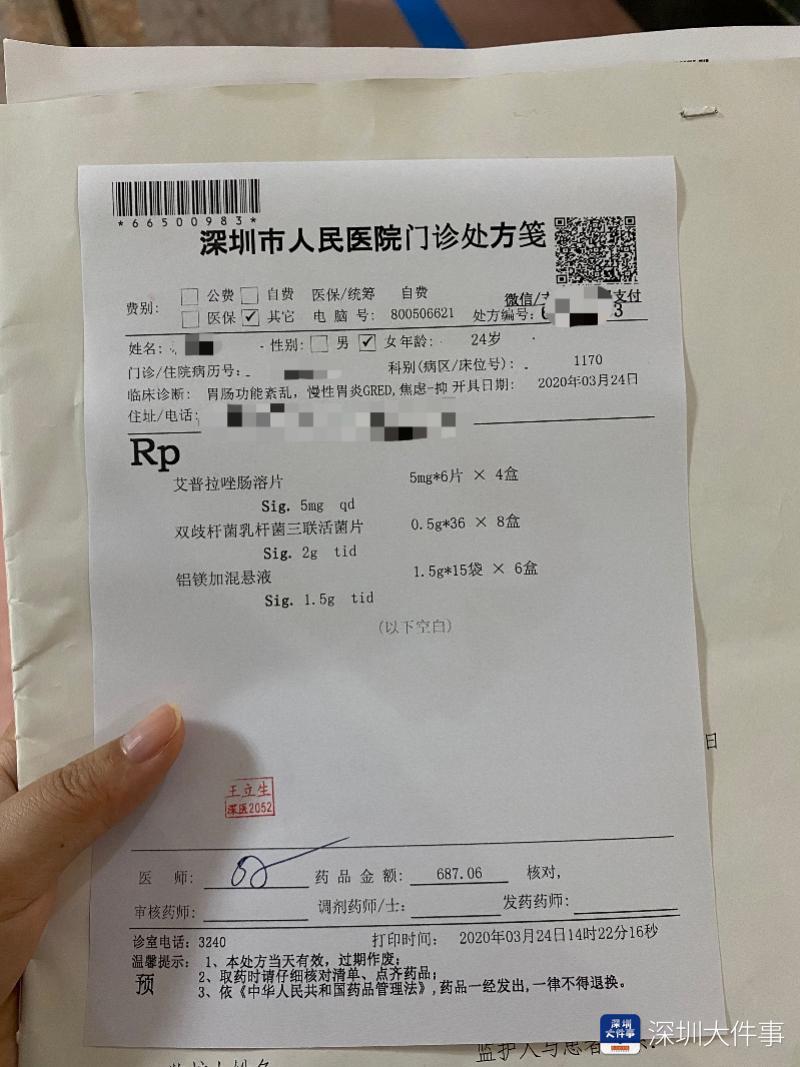 *66500983*
深圳市人民医院门诊处方笺
费别: 公费 自费 医保/统筹 自费 微信/ 支付
医保 其它 电脑号: 800506621 处方编号: 3
姓名: 性别: 男 女 年龄: 24岁
门诊/住院病历号: 科别(病区/床位号): 1170
临床诊断: 胃肠功能紊乱, 慢性胃炎GRED,焦虑-抑 开具日期: 2020年03月24日
住址/电话:
Rp
艾普拉唑肠溶片 5mg*6片 × 4盒
Sig. 5mg qd
双歧杆菌乳杆菌三联活菌片 0.5g*36 × 8盒
Sig. 2g tid
铝镁加混悬液 1.5g*15袋 × 6盒
Sig. 1.5g tid
(以下空白)
日
王立生
深医2052
医师: 药品金额: 687.06 核对,
审核药师: 调剂药师/士: 发药药师:
诊室电话: 3240 打印时间: 2020年03月24日14时22分16秒
温馨提示: 1、本处方当天有效, 过期作废;
2、取药时请仔细核对清单、点齐药品;
预 3、依《中华人民共和国药品管理法》, 药品一经发出, 一律不得退换。
深圳大件事
深圳大件事
监护人与患者